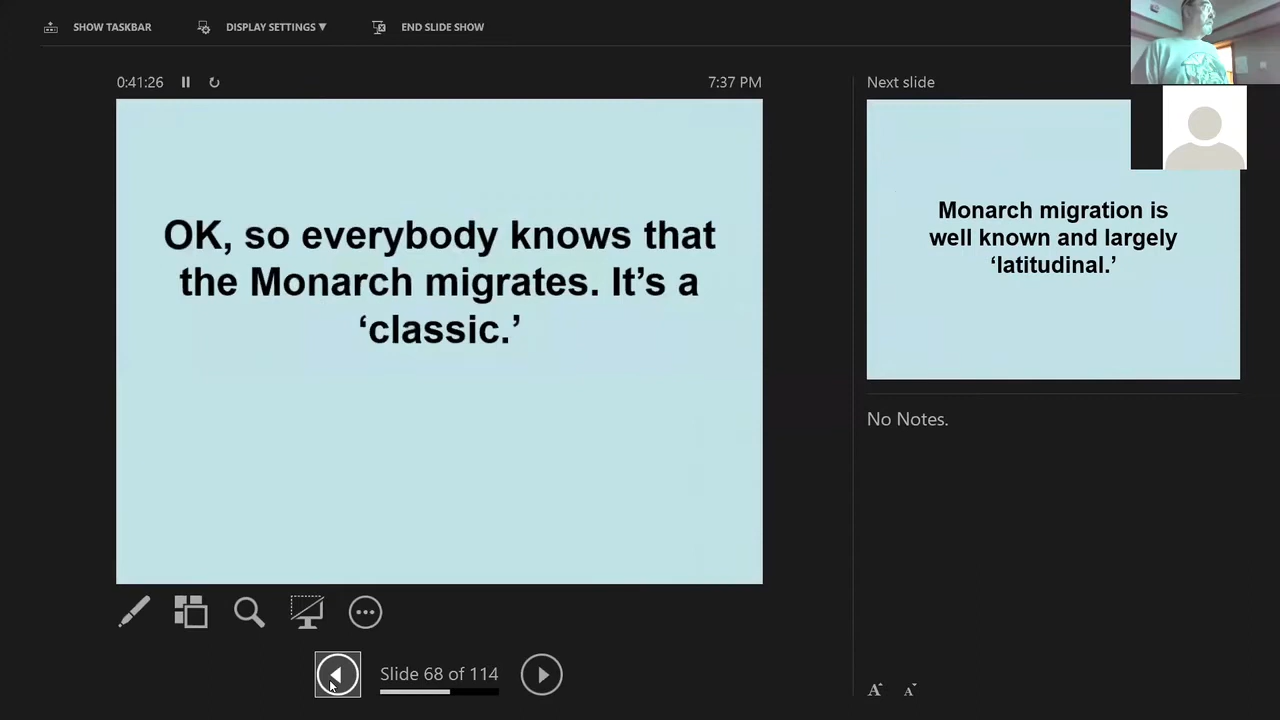 SHOW TASKBAR
DISPLAY SETTINGS ▼
END SLIDE SHOW
0:41:26
7:37 PM
OK, so everybody knows that
the Monarch migrates. It’s a
‘classic.’
Slide 68 of 114
Next slide
Monarch migration is
well known and largely
‘latitudinal.’
No Notes.
A
A